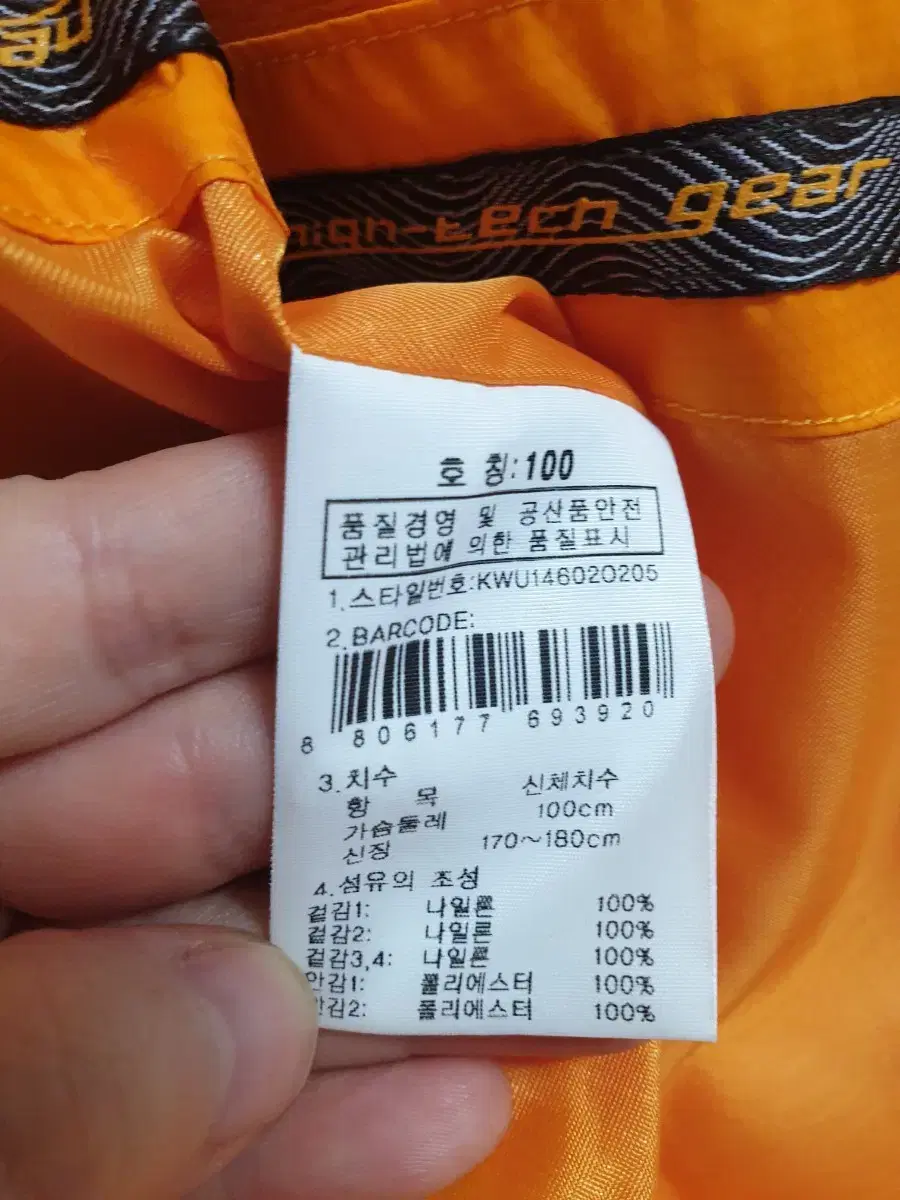 high-tech gear
호 칭:100
품질경영 및 공산품안전
관리법에 의한 품질표시
1.스타일번호:KWU146020205
2.BARCODE:
8 806177 693920
3.치수
항 목 신체치수
가슴둘레 100cm
신장 170~180cm
4.섬유의 조성
겉감1: 나일론 100%
겉감2: 나일론 100%
겉감3,4: 나일론 100%
안감1: 폴리에스터 100%
안감2: 폴리에스터 100%